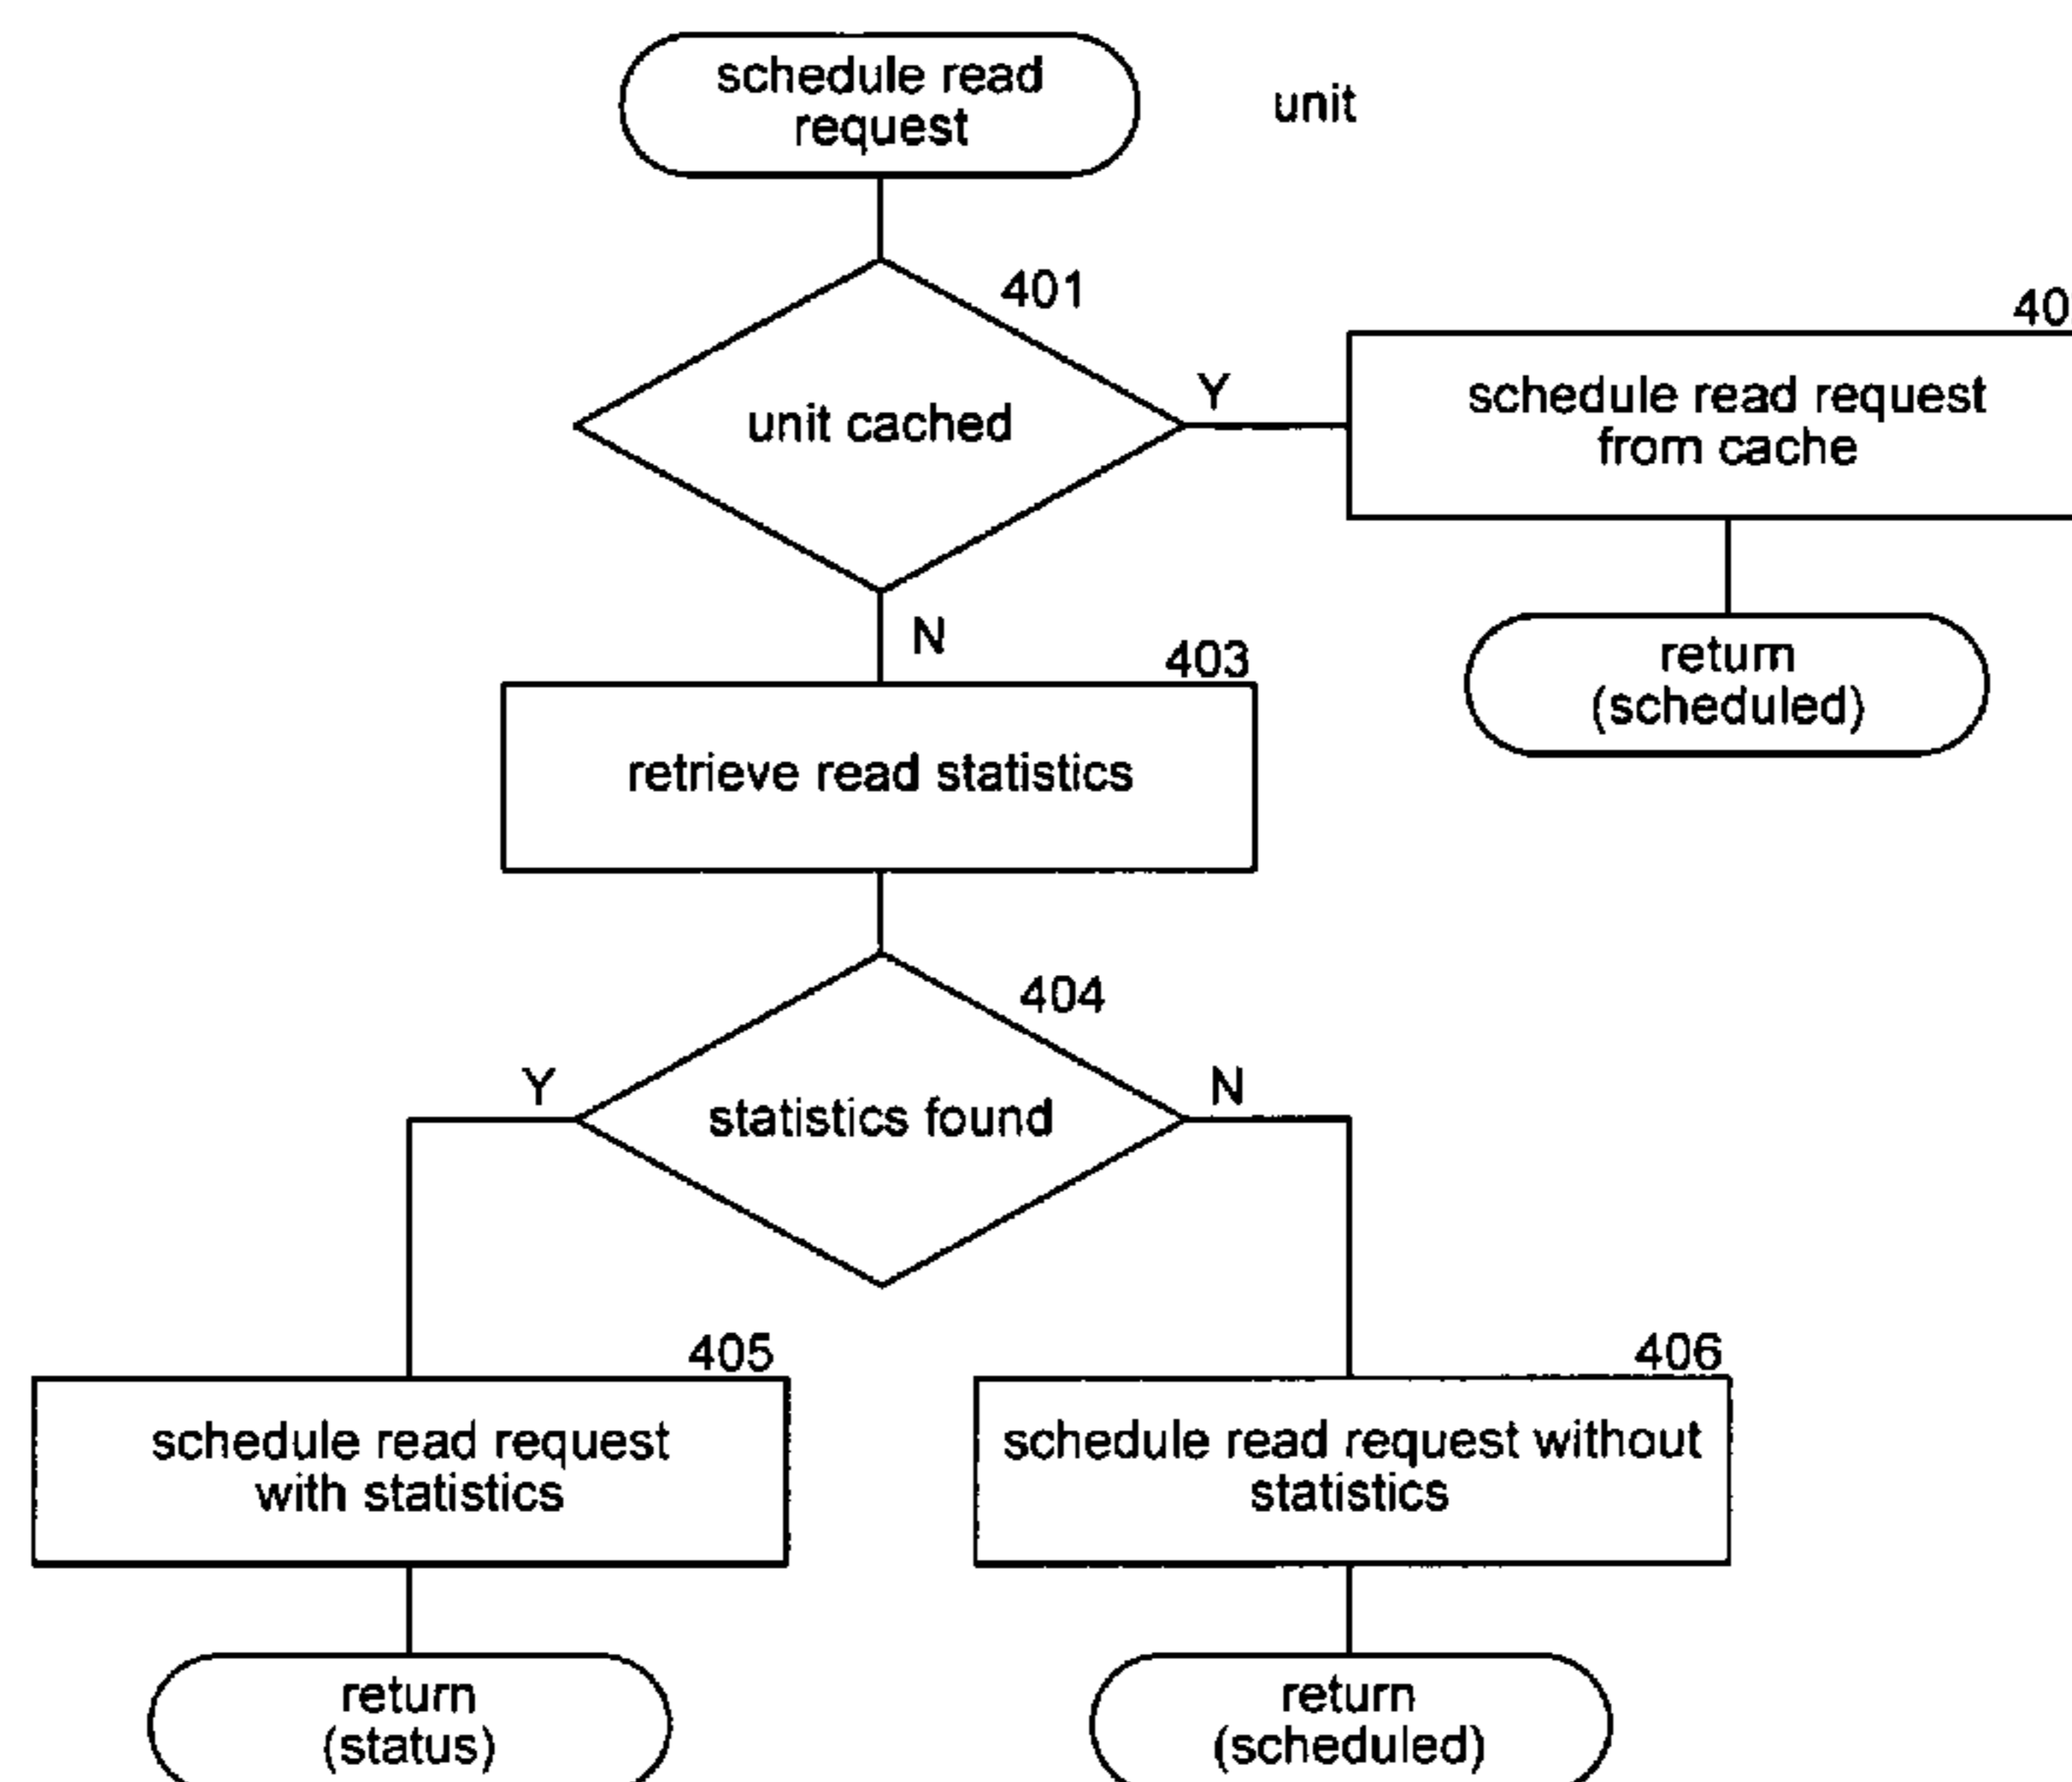 schedule read
request
unit
401
unit cached
Y
40
schedule read request
from cache
N
return
(scheduled)
403
retrieve read statistics
404
statistics found
Y
N
405
schedule read request
with statistics
406
schedule read request without
statistics
return
(status)
return
(scheduled)